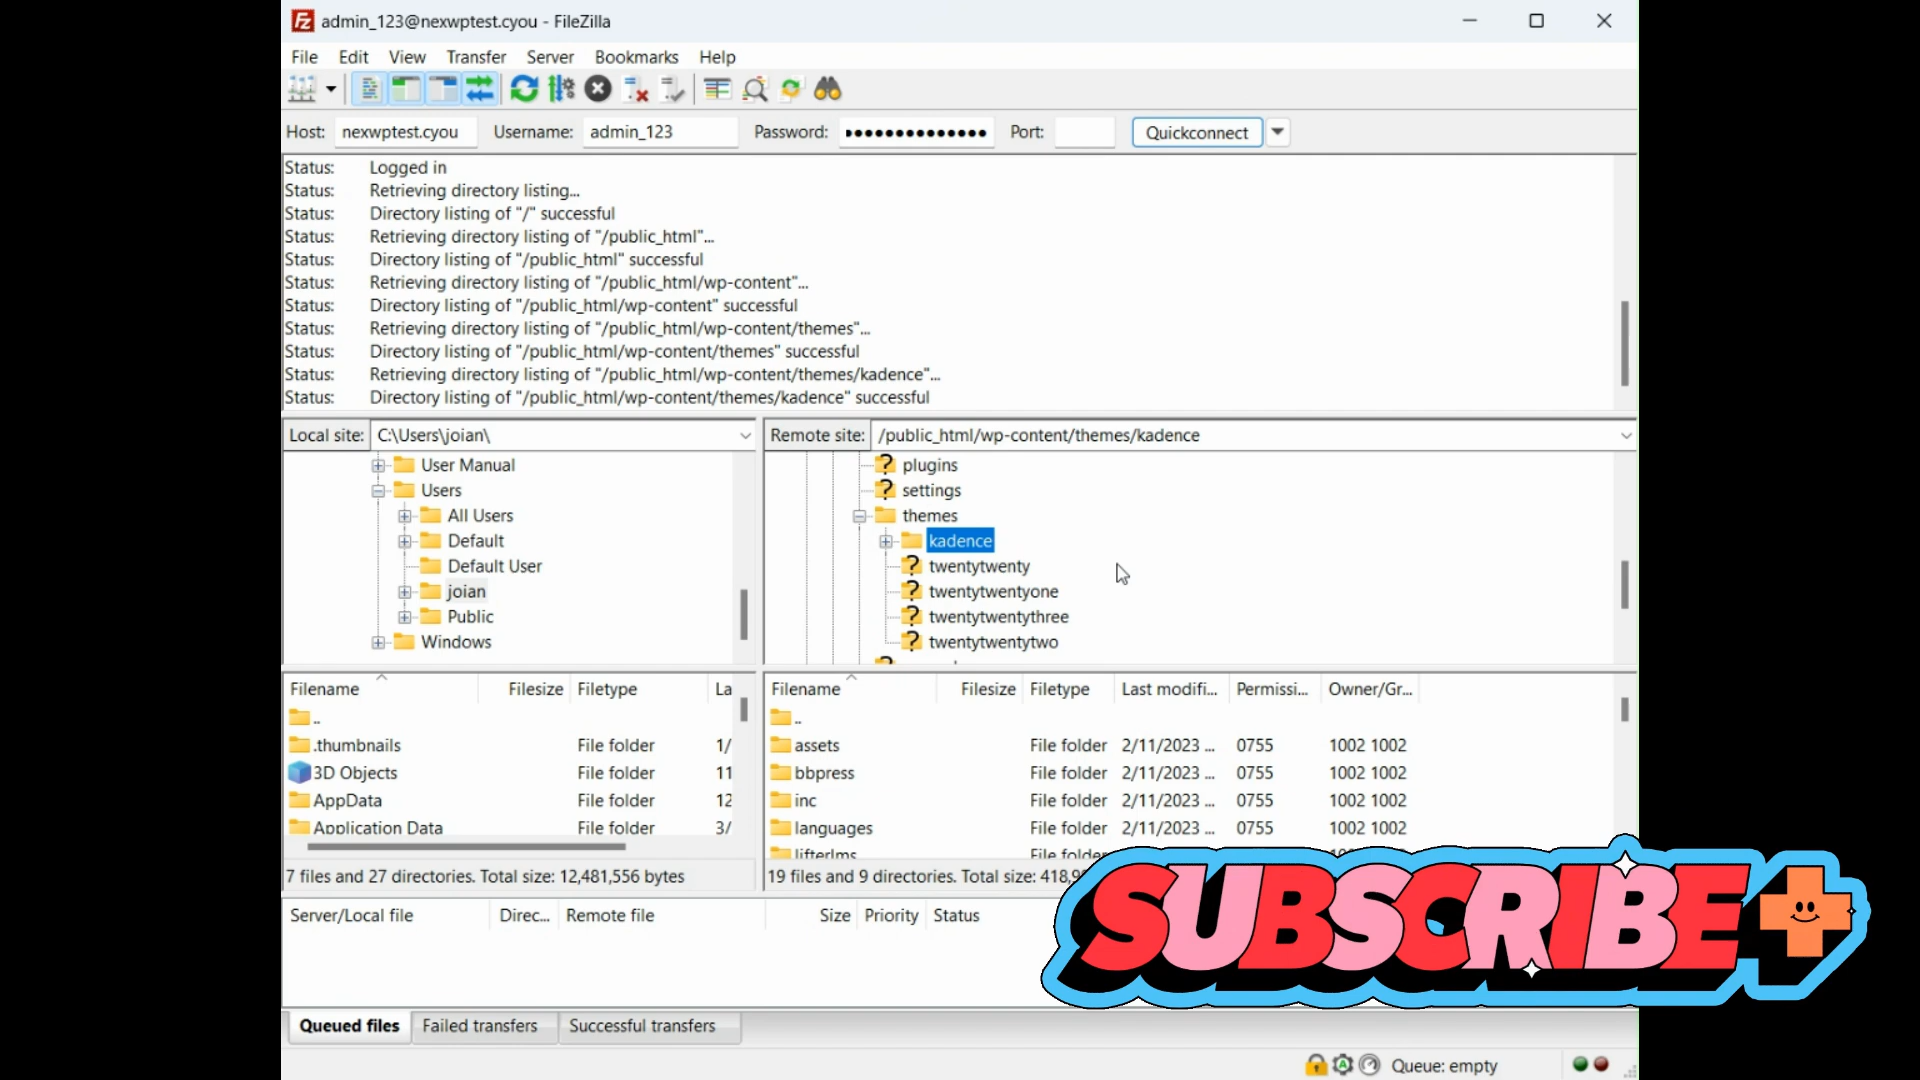 admin_123@nexwptest.cyou - FileZilla
File Edit View Transfer Server Bookmarks Help
Host: nexwptest.cyou Username: admin_123 Password: ●●●●●●●●●●●●●● Port: Quickconnect
Status: Logged in
Status: Retrieving directory listing...
Status: Directory listing of "/" successful
Status: Retrieving directory listing of "/public_html"...
Status: Directory listing of "/public_html" successful
Status: Retrieving directory listing of "/public_html/wp-content"...
Status: Directory listing of "/public_html/wp-content" successful
Status: Retrieving directory listing of "/public_html/wp-content/themes"...
Status: Directory listing of "/public_html/wp-content/themes" successful
Status: Retrieving directory listing of "/public_html/wp-content/themes/kadence"...
Status: Directory listing of "/public_html/wp-content/themes/kadence" successful
Local site: C:\Users\joian\
User Manual
Users
All Users
Default
Default User
joian
Public
Windows
Remote site: /public_html/wp-content/themes/kadence
plugins
settings
themes
kadence
twentytwenty
twentytwentyone
twentytwentythree
twentytwentytwo
Filename Filesize Filetype La
..
.thumbnails File folder 1/
3D Objects File folder 11
AppData File folder 12
Application Data File folder 3/
7 files and 27 directories. Total size: 12,481,556 bytes
Filename Filesize Filetype Last modifi... Permissi... Owner/Gr...
..
assets File folder 2/11/2023 ... 0755 1002 1002
bbpress File folder 2/11/2023 ... 0755 1002 1002
inc File folder 2/11/2023 ... 0755 1002 1002
languages File folder 2/11/2023 ... 0755 1002 1002
lifterlms File folder
19 files and 9 directories. Total size: 418,9
Server/Local file Direc... Remote file Size Priority Status
SUBSCRIBE
Queued files Failed transfers Successful transfers
Queue: empty